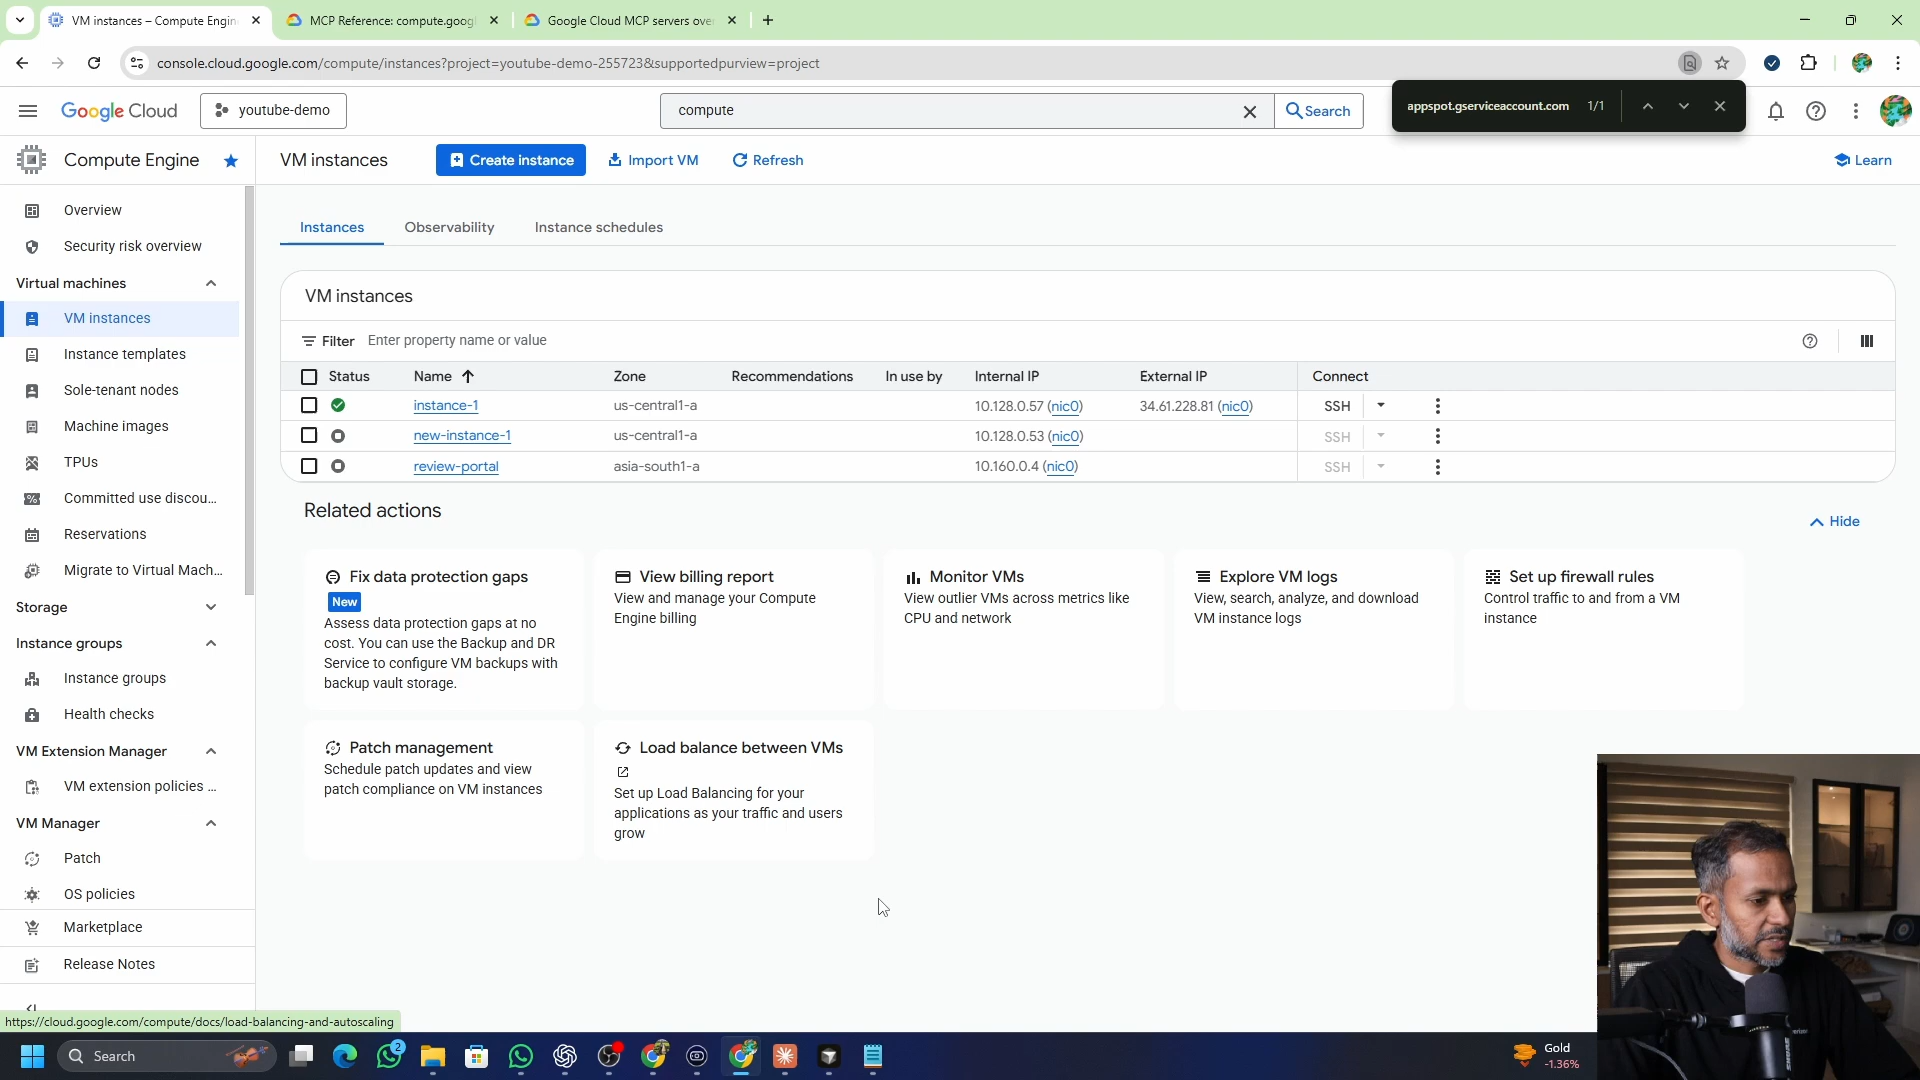 VM instances – Compute Engin
MCP Reference: compute.googl
Google Cloud MCP servers ove
console.cloud.google.com/compute/instances?project=youtube-demo-255723&supportedpurview=project
Google Cloud
youtube-demo
compute
Search
appspot.gserviceaccount.com 1/1
Compute Engine
VM instances
Create instance
Import VM
Refresh
Learn
Overview
Security risk overview
Virtual machines
VM instances
Instance templates
Sole-tenant nodes
Machine images
TPUs
Committed use discou...
Reservations
Migrate to Virtual Mach...
Storage
Instance groups
Instance groups
Health checks
VM Extension Manager
VM extension policies ...
VM Manager
Patch
OS policies
Marketplace
Release Notes
Instances
Observability
Instance schedules
VM instances
Filter Enter property name or value
Status Name Zone Recommendations In use by Internal IP External IP Connect
instance-1 us-central1-a 10.128.0.57 (nic0) 34.61.228.81 (nic0) SSH
new-instance-1 us-central1-a 10.128.0.53 (nic0) SSH
review-portal asia-south1-a 10.160.0.4 (nic0) SSH
Related actions
Hide
Fix data protection gaps
New
Assess data protection gaps at no
cost. You can use the Backup and DR
Service to configure VM backups with
backup vault storage.
View billing report
View and manage your Compute
Engine billing
Monitor VMs
View outlier VMs across metrics like
CPU and network
Explore VM logs
View, search, analyze, and download
VM instance logs
Set up firewall rules
Control traffic to and from a VM
instance
Patch management
Schedule patch updates and view
patch compliance on VM instances
Load balance between VMs
Set up Load Balancing for your
applications as your traffic and users
grow
https://cloud.google.com/compute/docs/load-balancing-and-autoscaling
Search
2
Gold
-1.36%